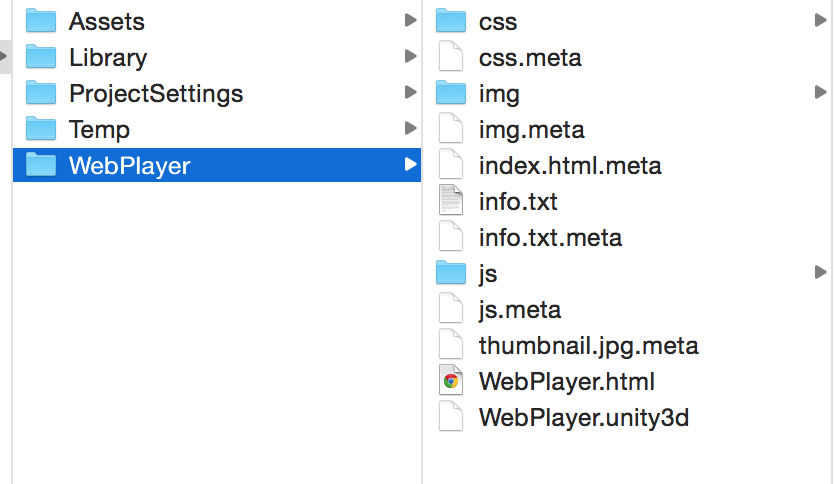 Assets
Library
ProjectSettings
Temp
WebPlayer
css
css.meta
img
img.meta
index.html.meta
info.txt
info.txt.meta
js
js.meta
thumbnail.jpg.meta
WebPlayer.html
WebPlayer.unity3d